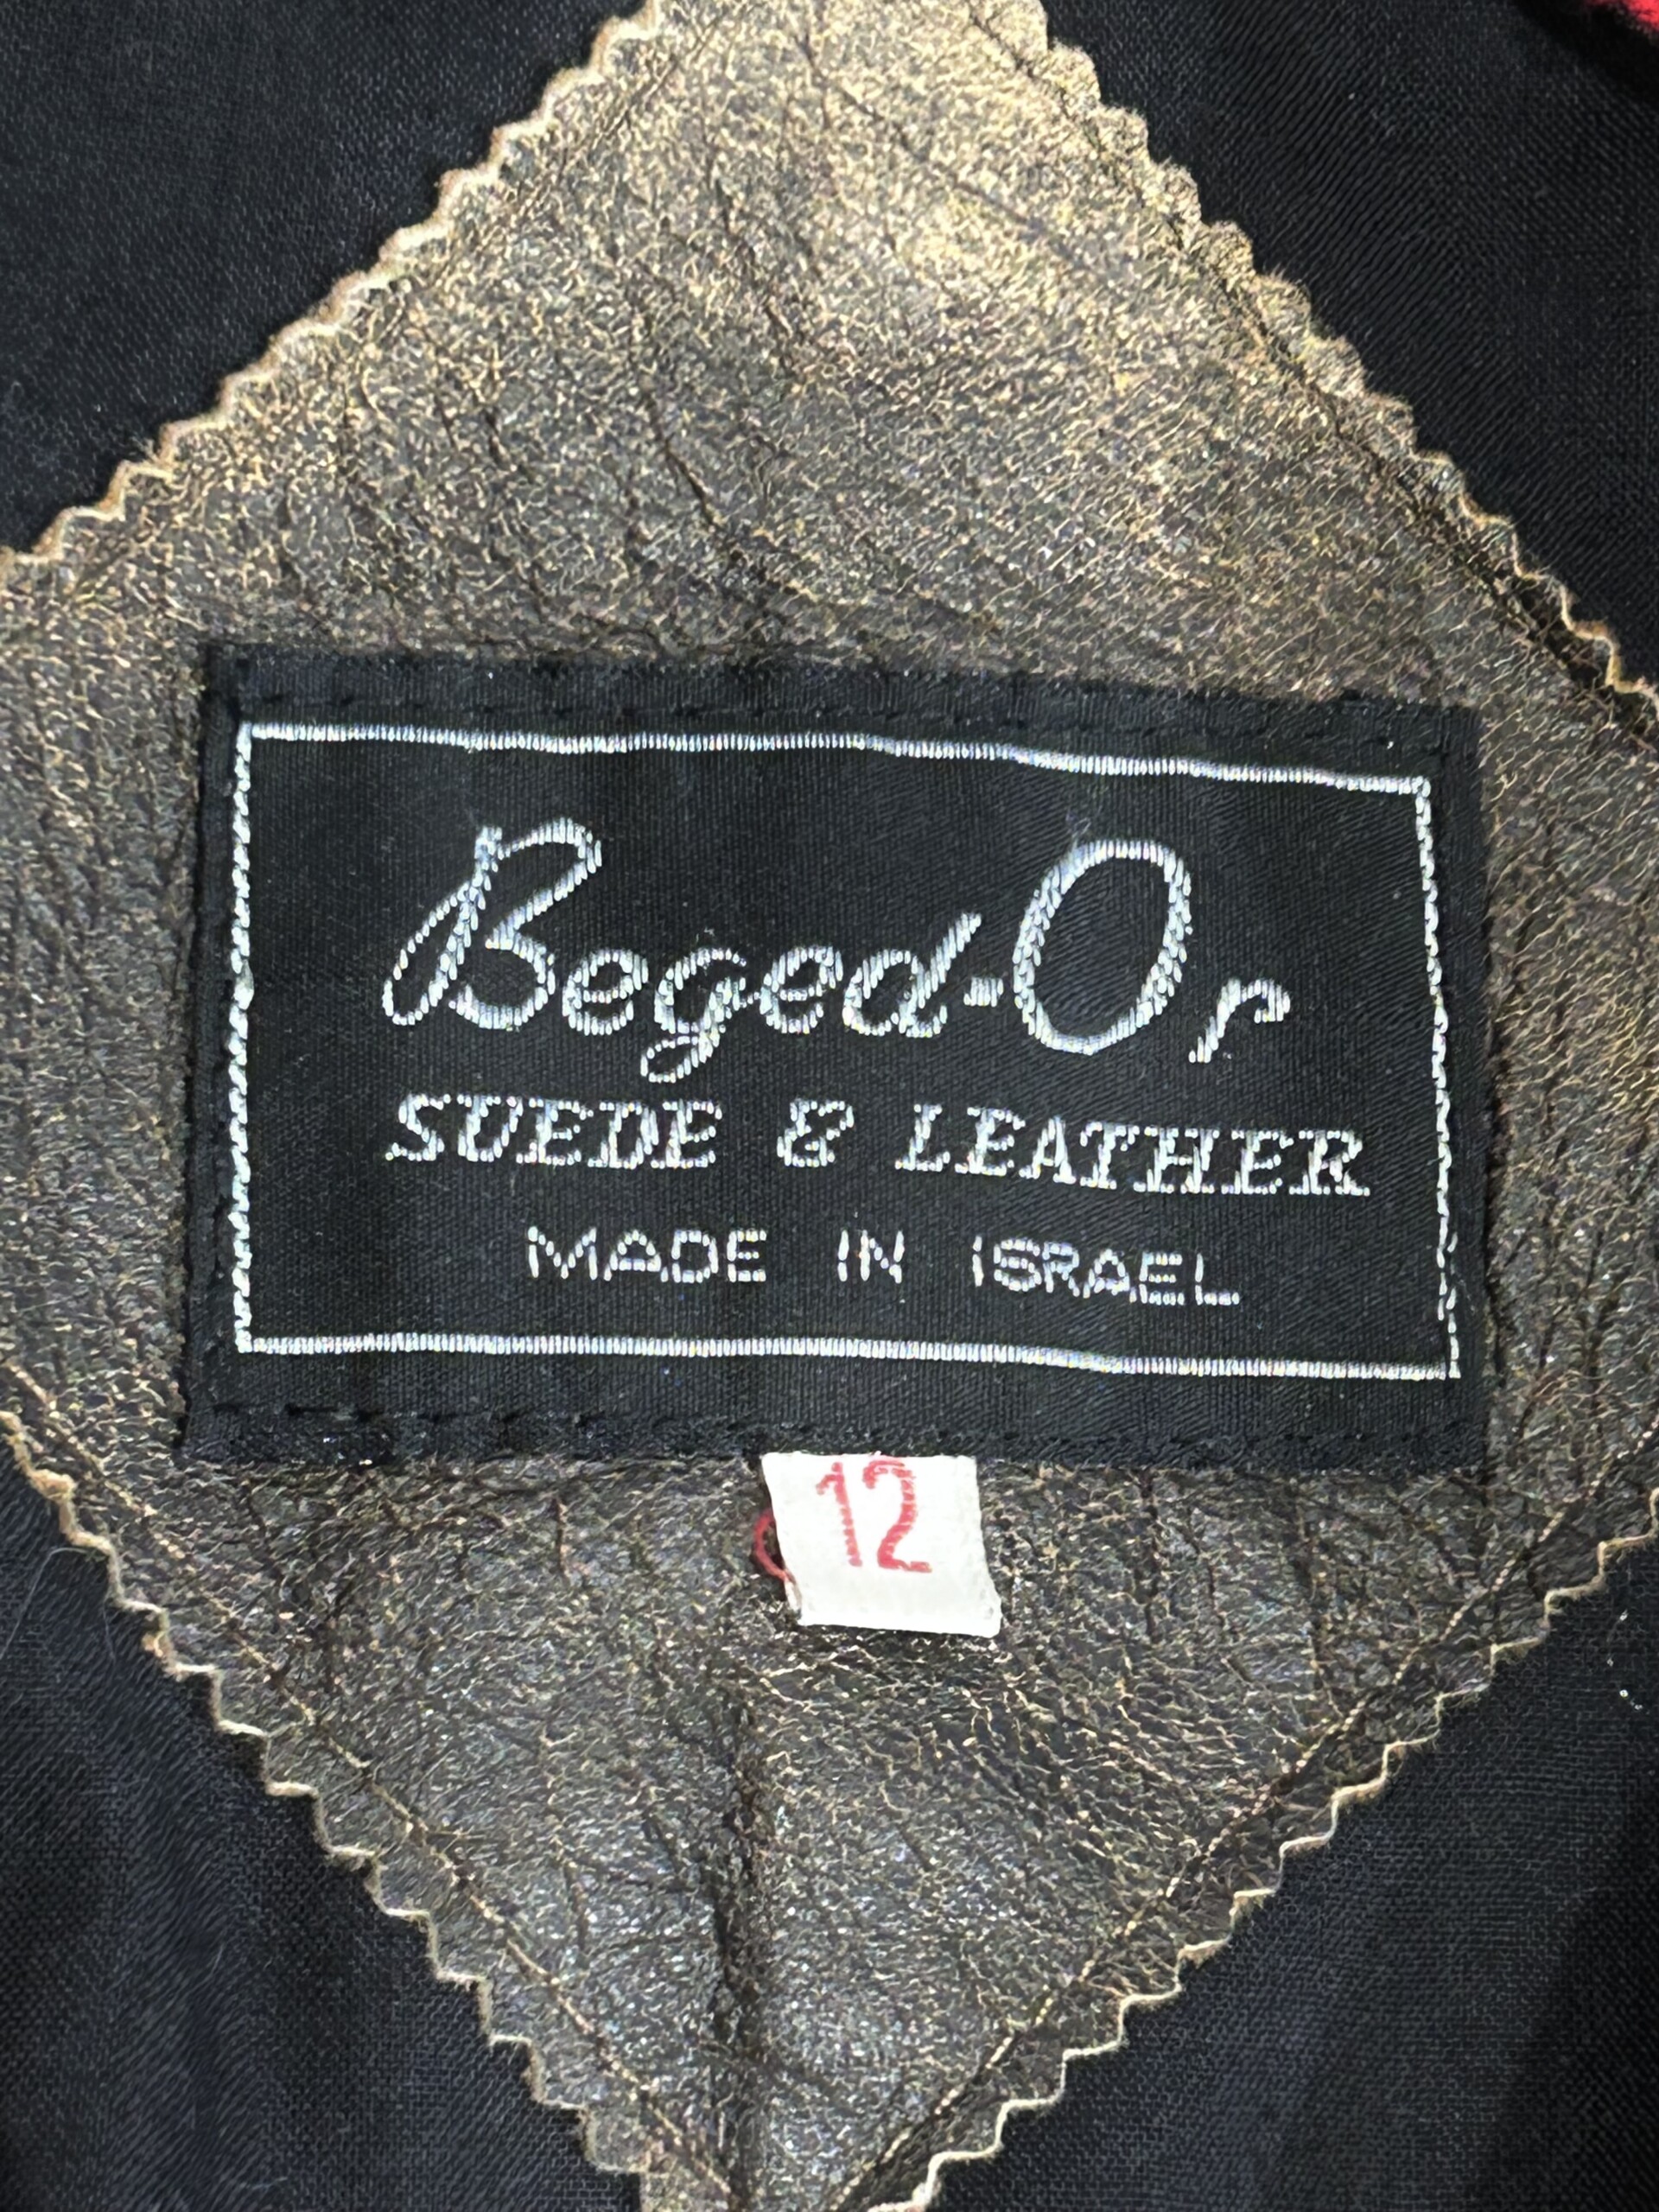 Beged-Or
SUEDE & LEATHER
MADE IN ISRAEL
12